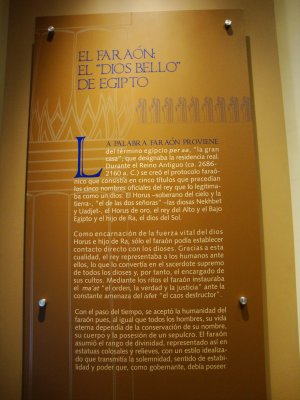 EL FARAÓN:
EL "DIOS BELLO"
DE EGIPTO
LA PALABRA FARAÓN PROVIENE
del término egipcio per aa, "la gran
casa"; que designaba la residencia real.
Durante el Reino Antiguo (ca. 2686-
2160 a. C.) se creó el protocolo faraó-
nico que consistía en cinco títulos que precedían
los cinco nombres oficiales del rey que lo legitima-
ba como un dios: El Horus –soberano del cielo y la
tierra–, "el de las dos señoras" –las diosas Nekhbet
y Uadjet–, el Horus de oro, el rey del Alto y el Bajo
Egipto y el hijo de Ra, el dios del Sol.
Como encarnación de la fuerza vital del dios
Horus e hijo de Ra, sólo el faraón podía establecer
contacto directo con los dioses. Gracias a esta
cualidad, el rey representaba a los humanos ante
ellos, lo que lo convertía en el sacerdote supremo
de todos los dioses y, por tanto, el encargado de
sus cultos. Mediante los ritos el faraón instauraba
el ma'at "el orden, la verdad y la justicia" ante la
constante amenaza del isfet "el caos destructor".
Con el paso del tiempo, se aceptó la humanidad del
faraón pues, al igual que todos los hombres, su vida
eterna dependía de la conservación de su nombre,
su cuerpo y la posesión de un sepulcro. El faraón
asumió el rango de divinidad, representado así en
estatuas colosales y relieves, con un estilo idealiza-
do que transmitía la solemnidad, sentido de estabi-
lidad y poder que, como gobernante, debía poseer